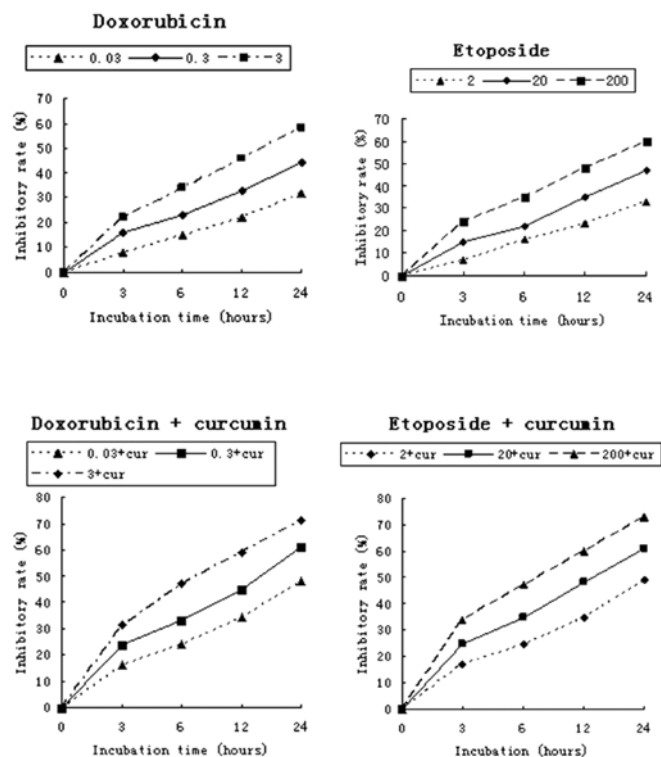 Doxorubicin
0.03 0.3 3
70
60
50
40
30
20
10
0
Inhibitory rate (%)
0 3 6 12 24
Incubation time (hours)
Etoposide
2 20 200
70
60
50
40
30
20
10
0
Inhibitory rate (%)
0 3 6 12 24
Incubation time (hours)
Doxorubicin + curcumin
0.03+cur 0.3+cur
3+cur
80
70
60
50
40
30
20
10
0
Inhibitory rate (%)
0 3 6 12 24
Incubation time (hours)
Etoposide + curcumin
2+cur 20+cur 200+cur
80
70
60
50
40
30
20
10
0
Inhibitory rate (%)
0 3 6 12 24
Incubation (hours)